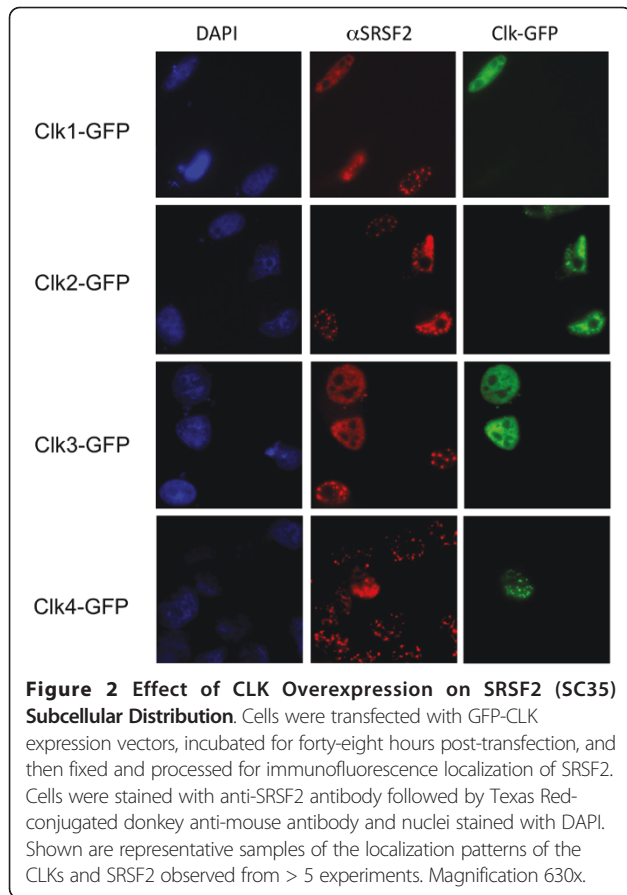 DAPI αSRSF2 Clk-GFP
Clk1-GFP
Clk2-GFP
Clk3-GFP
Clk4-GFP
Figure 2 Effect of CLK Overexpression on SRSF2 (SC35)
Subcellular Distribution. Cells were transfected with GFP-CLK
expression vectors, incubated for forty-eight hours post-transfection, and
then fixed and processed for immunofluorescence localization of SRSF2.
Cells were stained with anti-SRSF2 antibody followed by Texas Red-
conjugated donkey anti-mouse antibody and nuclei stained with DAPI.
Shown are representative samples of the localization patterns of the
CLKs and SRSF2 observed from > 5 experiments. Magnification 630x.